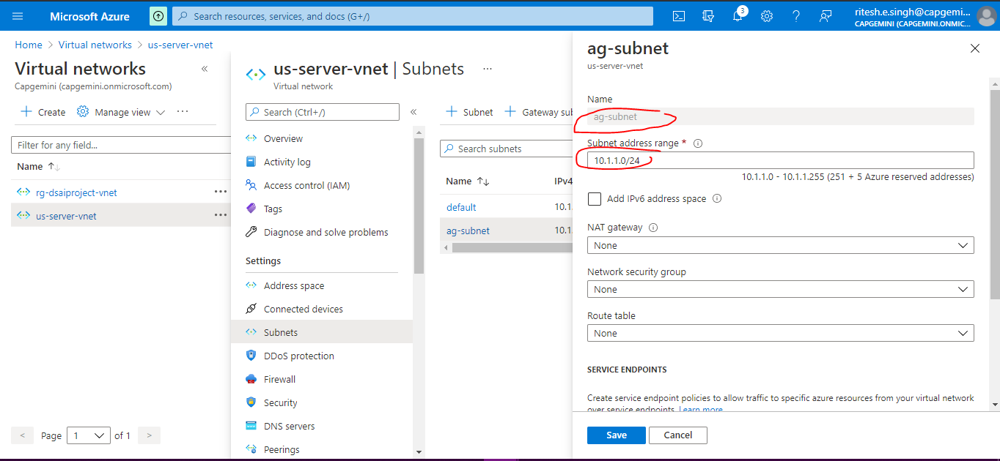 Microsoft Azure
Search resources, services, and docs (G+/)
3
ritesh.e.singh@capgemi...
CAPGEMINI (CAPGEMINI.ONMIC...
Home > Virtual networks > us-server-vnet
Virtual networks
Capgemini (capgemini.onmicrosoft.com)
Create
Manage view
Filter for any field...
Name
rg-dsaiproject-vnet
us-server-vnet
< Page 1 of 1 >
us-server-vnet | Subnets
Virtual network
Search (Ctrl+/)
Overview
Activity log
Access control (IAM)
Tags
Diagnose and solve problems
Settings
Address space
Connected devices
Subnets
DDoS protection
Firewall
Security
DNS servers
Peerings
+ Subnet + Gateway sub
Search subnets
Name IPv4
default 10.1.
ag-subnet 10.1.
ag-subnet
us-server-vnet
Name
ag-subnet
Subnet address range *
10.1.1.0/24
10.1.1.0 - 10.1.1.255 (251 + 5 Azure reserved addresses)
Add IPv6 address space
NAT gateway
None
Network security group
None
Route table
None
SERVICE ENDPOINTS
Create service endpoint policies to allow traffic to specific azure resources from your virtual network
over service endpoints. Learn more
Save
Cancel